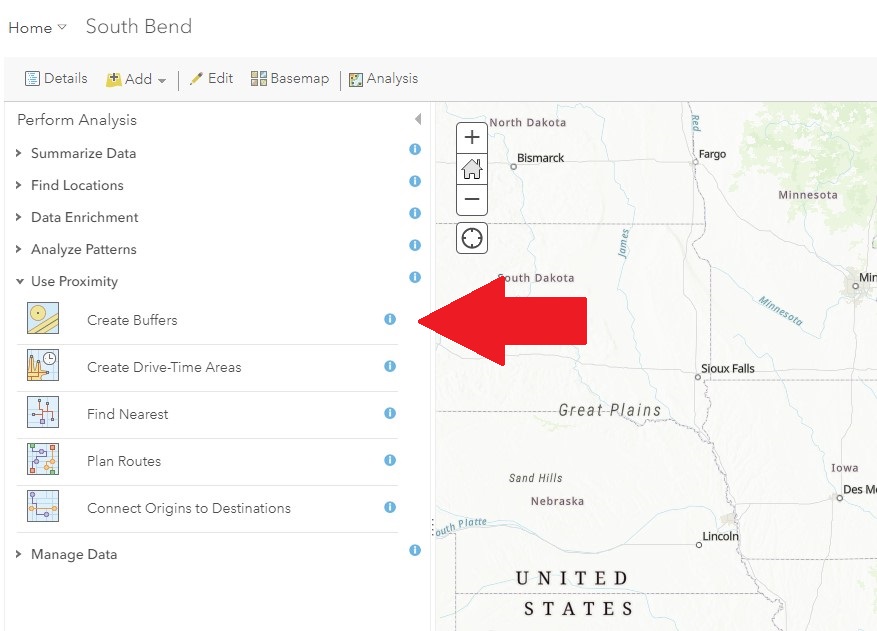 Home South Bend
Details Add Edit Basemap Analysis
Perform Analysis
Summarize Data
Find Locations
Data Enrichment
Analyze Patterns
Use Proximity
Create Buffers
Create Drive-Time Areas
Find Nearest
Plan Routes
Connect Origins to Destinations
Manage Data
North Dakota
Red
Bismarck
Fargo
Minnesota
James
South Dakota
Min
Minnesota
Sioux Falls
Great Plains
Iowa
Sand Hills
Des Mo
Nebraska
outh Platte
Lincoln
UNITED
STATES